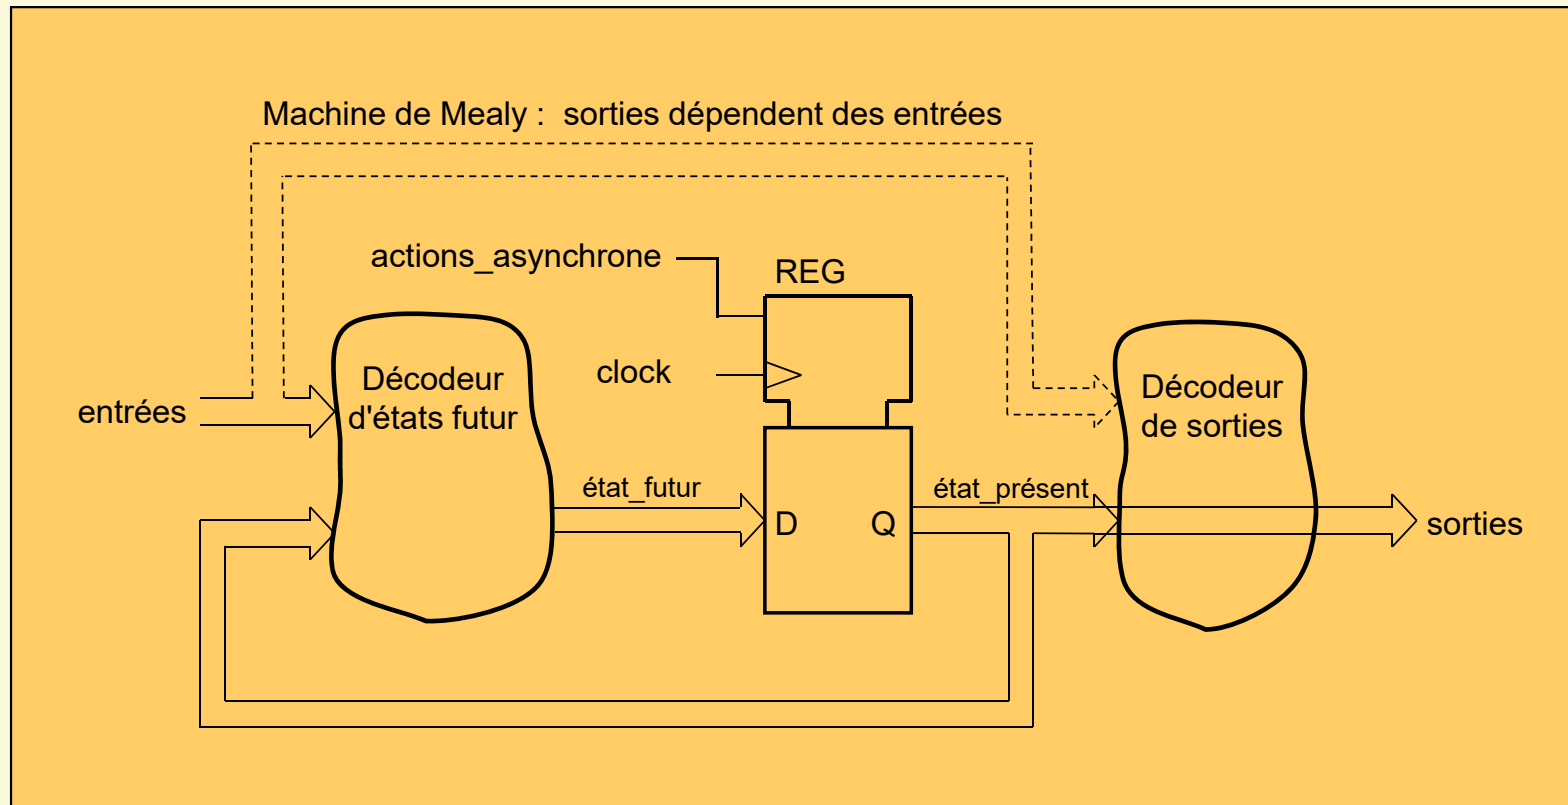 Machine de Mealy : sorties dépendent des entrées
actions_asynchrone
REG
clock
Décodeur
d'états futur
entrées
Décodeur
de sorties
état_futur
état_présent
D
Q
sorties